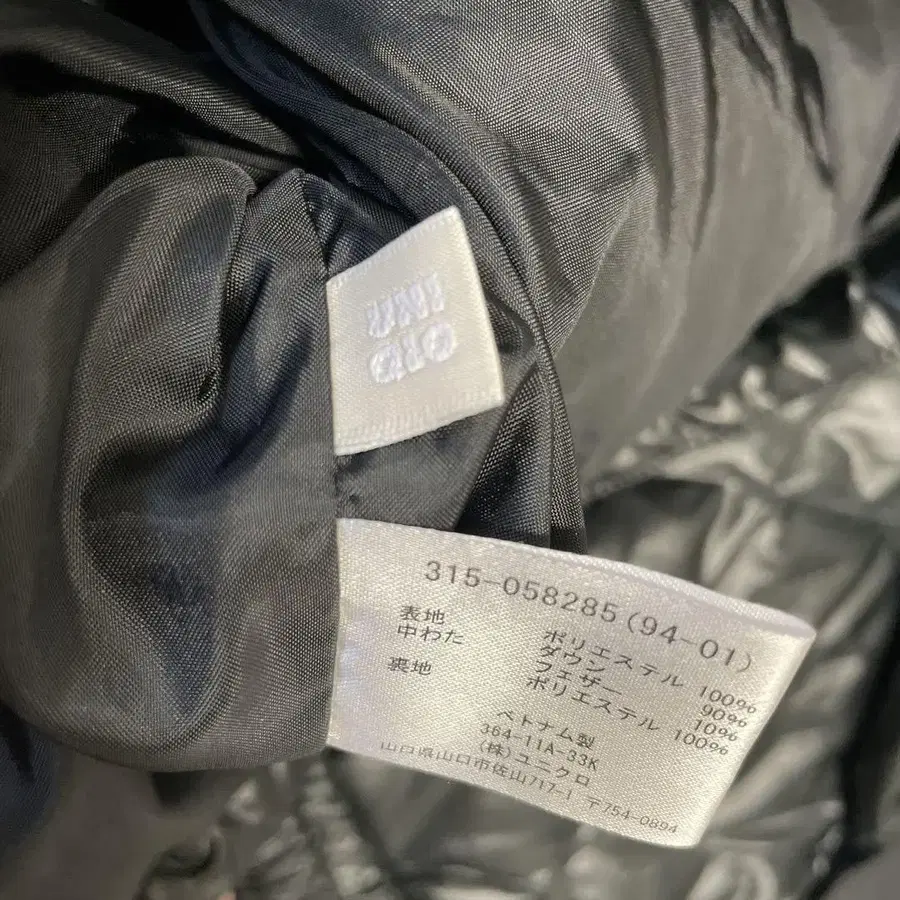 UNI
QLO
315-058285(94-01)
表地 ポリエステル 100%
中わた ダウン 90%
フェザー 10%
裏地 ポリエステル 100%
ベトナム製
364-11A-33K
(株)ユニクロ
山口県山口市佐山717-1 〒754-0894